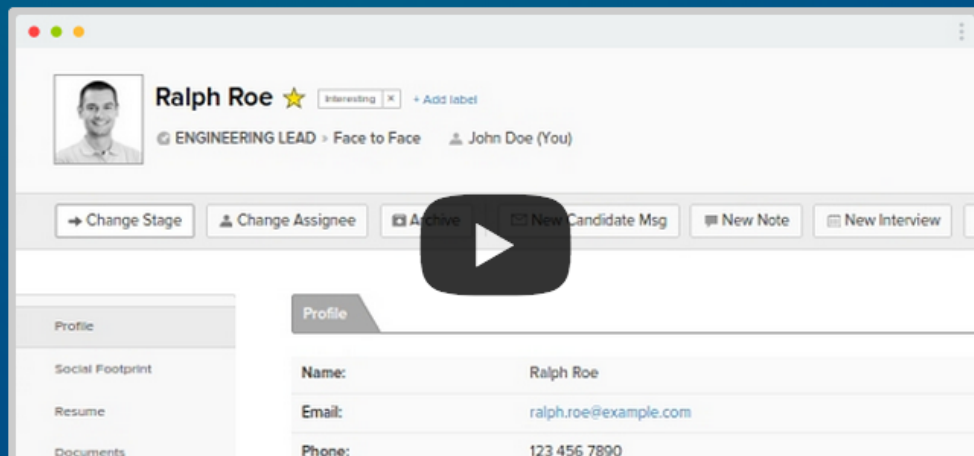 Ralph Roe Interesting × + Add label
ENGINEERING LEAD » Face to Face John Doe (You)
Change Stage Change Assignee Archive New Candidate Msg New Note New Interview
Profile
Profile
Social Footprint
Resume
Documents
Name: Ralph Roe
Email: ralph.roe@example.com
Phone: 123 456 7890